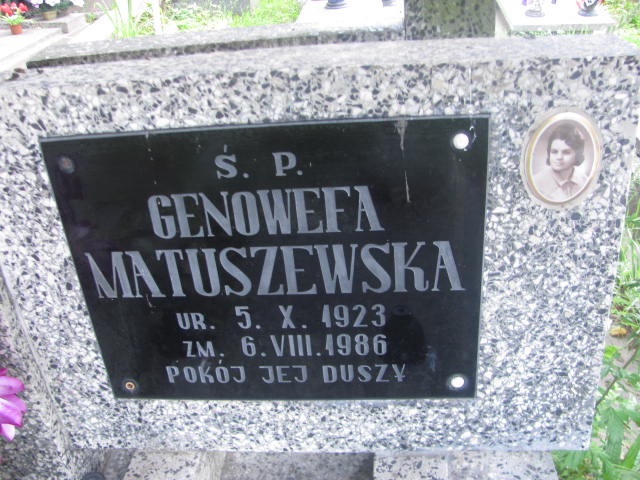 Ś. P.
GENOWEFA
MATUSZEWSKA
UR. 5. X. 1923
ZM. 6. VIII. 1986
POKÓJ JEJ DUSZY